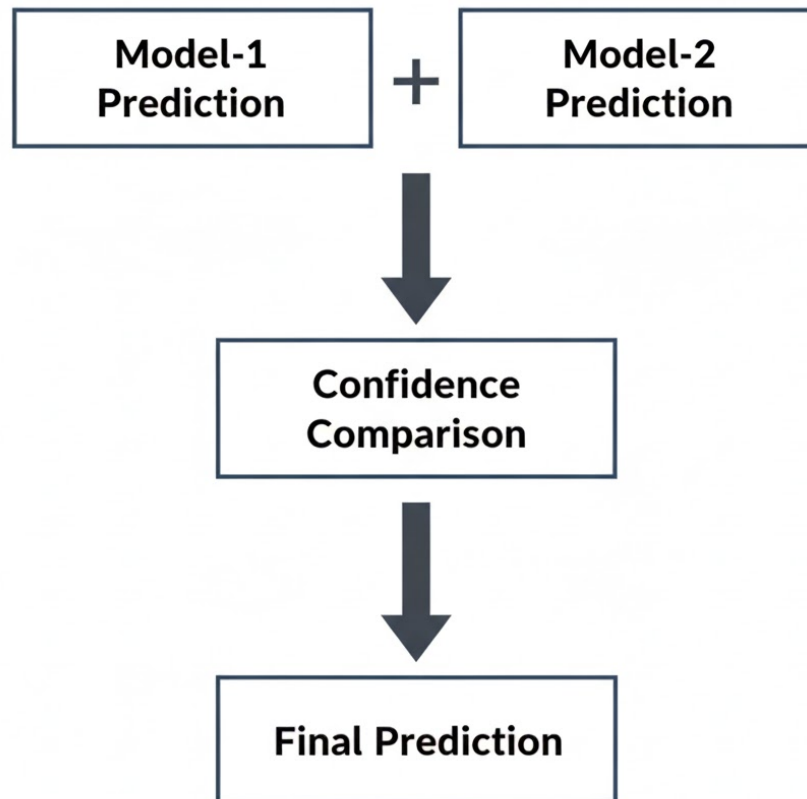 Model-1
Prediction
+
Model-2
Prediction
Confidence
Comparison
Final Prediction